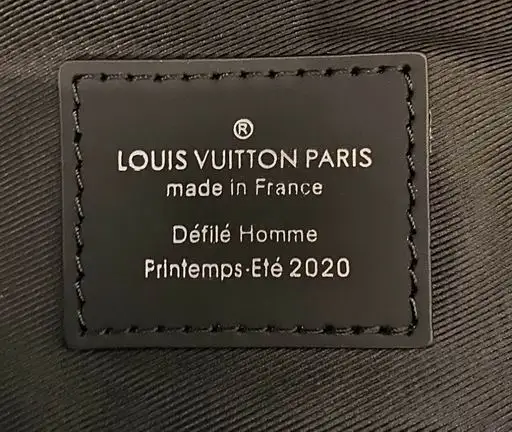 ®
LOUIS VUITTON PARIS
made in France
Défilé Homme
Printemps-Eté 2020